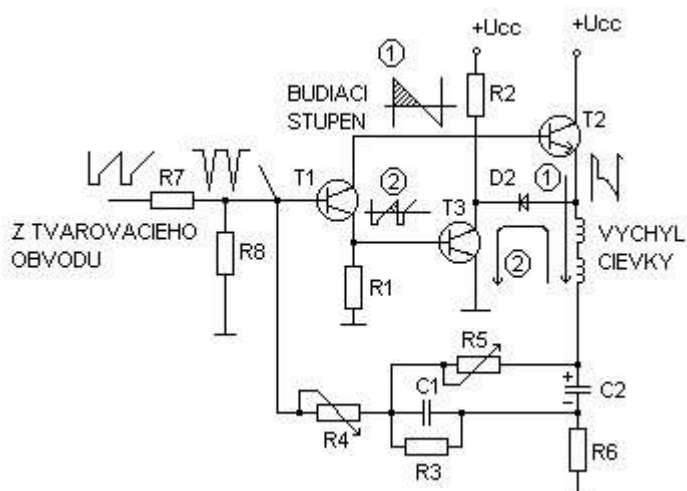 +Ucc
+Ucc
1
BUDIACI
STUPEN
R2
T2
R7
T1
2
D2
1
T3
Z TVAROVACIEHO
OBVODU
R8
R1
2
VYCHYL
CIEVKY
R5
+
C1
C2
−
R4
R3
R6